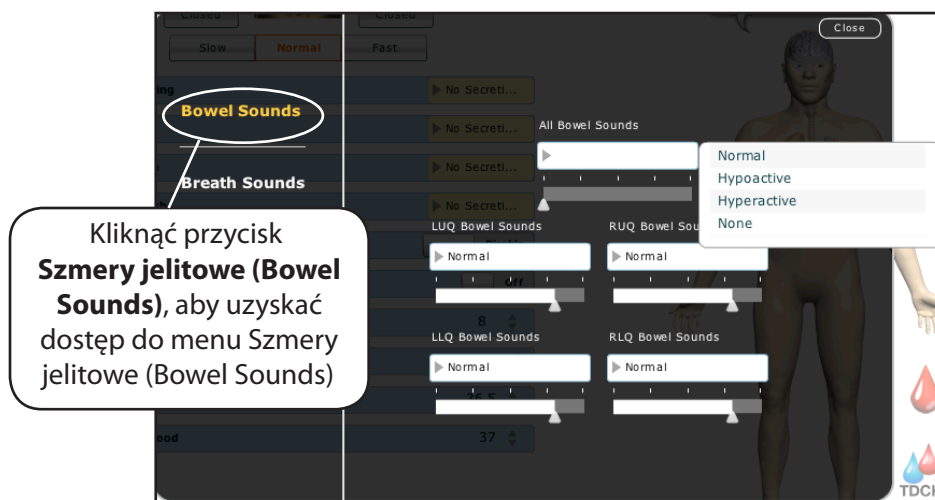 Closed Closed
Close
Slow Normal Fast
ing No Secreti...
Bowel Sounds
No Secreti...
All Bowel Sounds
Normal
No Secreti...
Hypoactive
Breath Sounds
Hyperactive
No Secreti...
None
LUQ Bowel Sounds RUQ Bowel Sou
Normal Normal
Off
8
LLQ Bowel Sounds RLQ Bowel Sounds
Normal Normal
ood 37
TDCK
Kliknąć przycisk
Szmery jelitowe (Bowel
Sounds), aby uzyskać
dostęp do menu Szmery
jelitowe (Bowel Sounds)